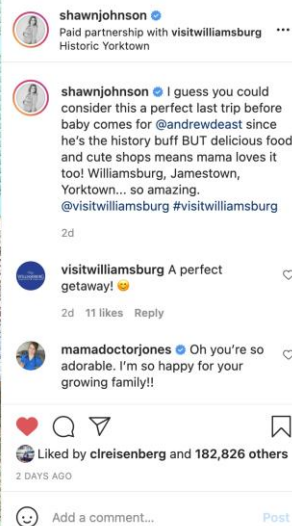 shawnjohnson
Paid partnership with visitwilliamsburg ...
Historic Yorktown
shawnjohnson I guess you could
consider this a perfect last trip before
baby comes for @andrewdeast since
he's the history buff BUT delicious food
and cute shops means mama loves it
too! Williamsburg, Jamestown,
Yorktown... so amazing.
@visitwilliamsburg #visitwilliamsburg
2d
visitwilliamsburg A perfect
getaway! 😊
2d 11 likes Reply
mamadoctorjones Oh you're so
adorable. I'm so happy for your
growing family!!
Liked by clreisenberg and 182,826 others
2 DAYS AGO
Add a comment... Post